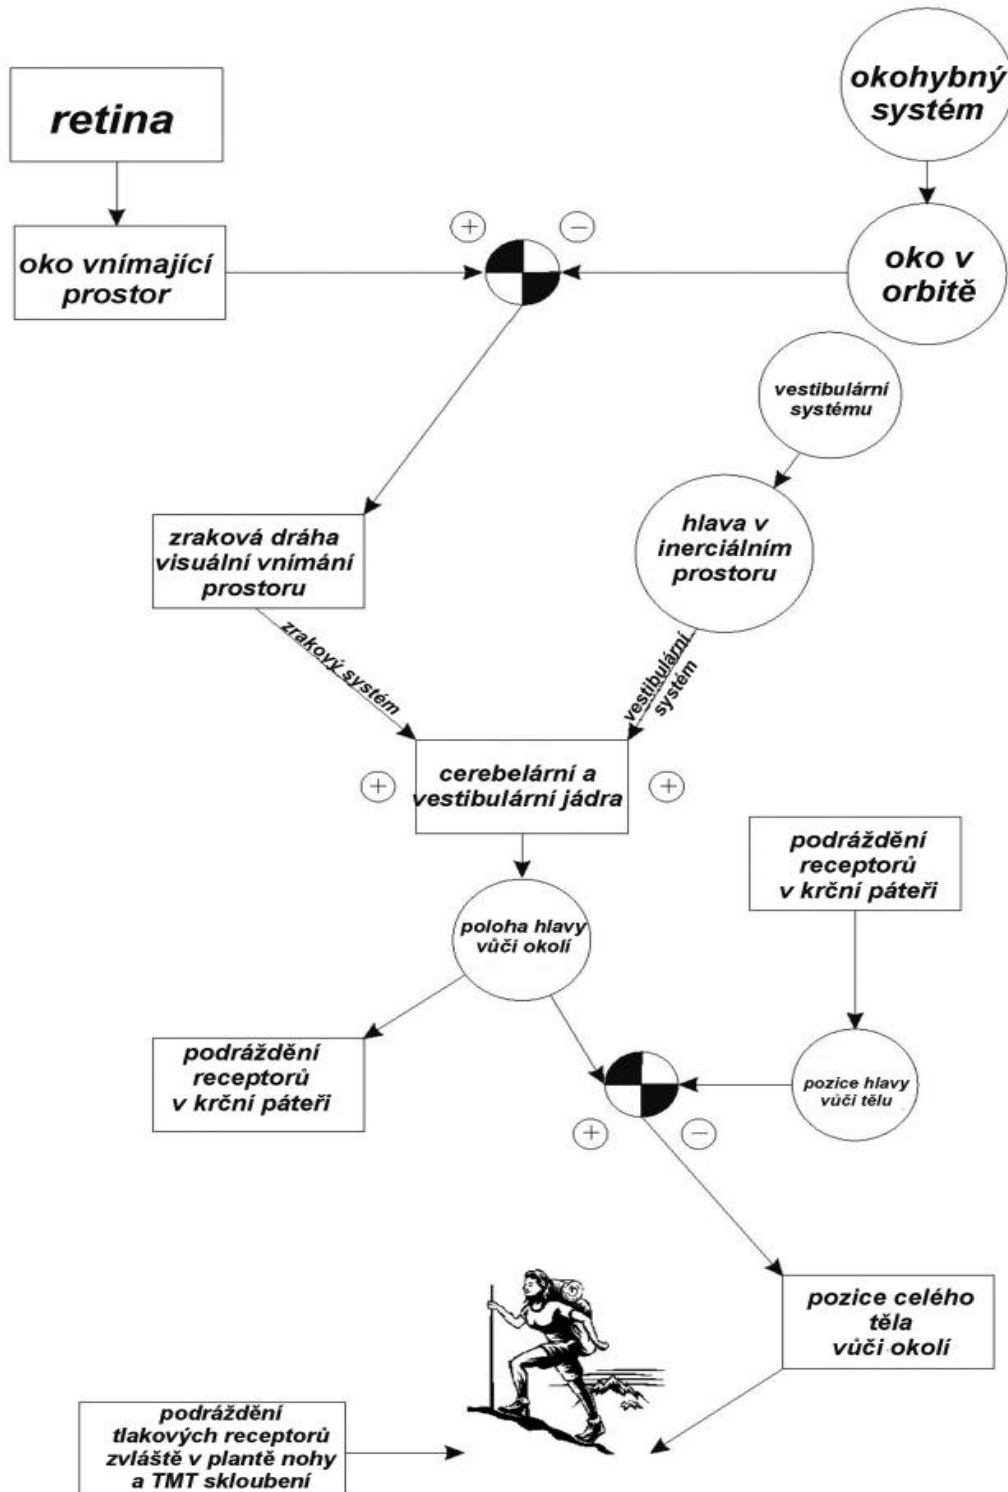 retina
okohybný
systém
+
−
oko vnímající
prostor
oko v
orbitě
vestibulární
systému
zraková dráha
visuální vnímání
prostoru
hlava v
inerciálním
prostoru
zrakový systém
vestibulární
systém
+
cerebelární a
vestibulární jádra
+
podráždění
receptorů
v krční páteři
poloha hlavy
vůči okolí
podráždění
receptorů
v krční páteři
pozice hlavy
vůči tělu
+
−
pozice celého
těla
vůči okolí
podráždění
tlakových receptorů
zvláště v plantě nohy
a TMT skloubení